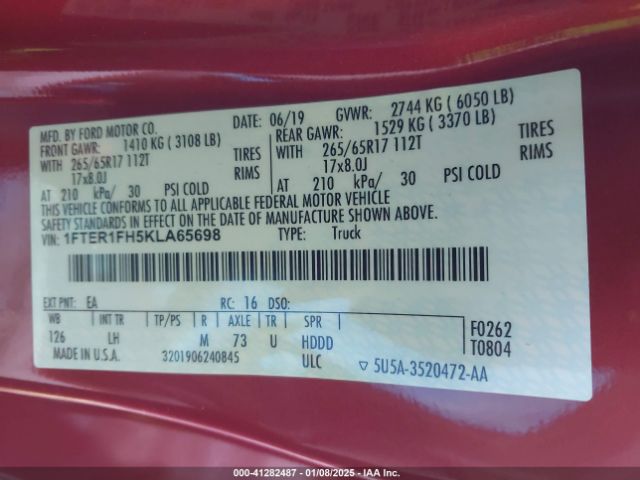 MFD. BY FORD MOTOR CO.
DATE: 06/19 GVWR: 2744 KG ( 6050 LB)
FRONT GAWR: 1410 KG ( 3108 LB)
REAR GAWR: 1529 KG ( 3370 LB)
WITH 265/65R17 112T TIRES
265/65R17 112T TIRES
WITH
17x8.0J RIMS
17x8.0J RIMS
AT 210 kPa/ 30 PSI COLD
AT 210 kPa/ 30 PSI COLD
THIS VEHICLE CONFORMS TO ALL APPLICABLE FEDERAL MOTOR VEHICLE
SAFETY STANDARDS IN EFFECT ON THE DATE OF MANUFACTURE SHOWN ABOVE.
VIN: 1FTER1FH5KLA65698 TYPE: Truck
EXT PNT: EA RC: 16 DSO:
WB INT TR TP/PS R AXLE TR SPR
126 LH M 73 U HDDD
F0262
T0804
MADE IN U.S.A. 3201906240845 ULC ▽ 5U5A-3520472-AA
000-41282487 - 01/08/2025 - IAA Inc.